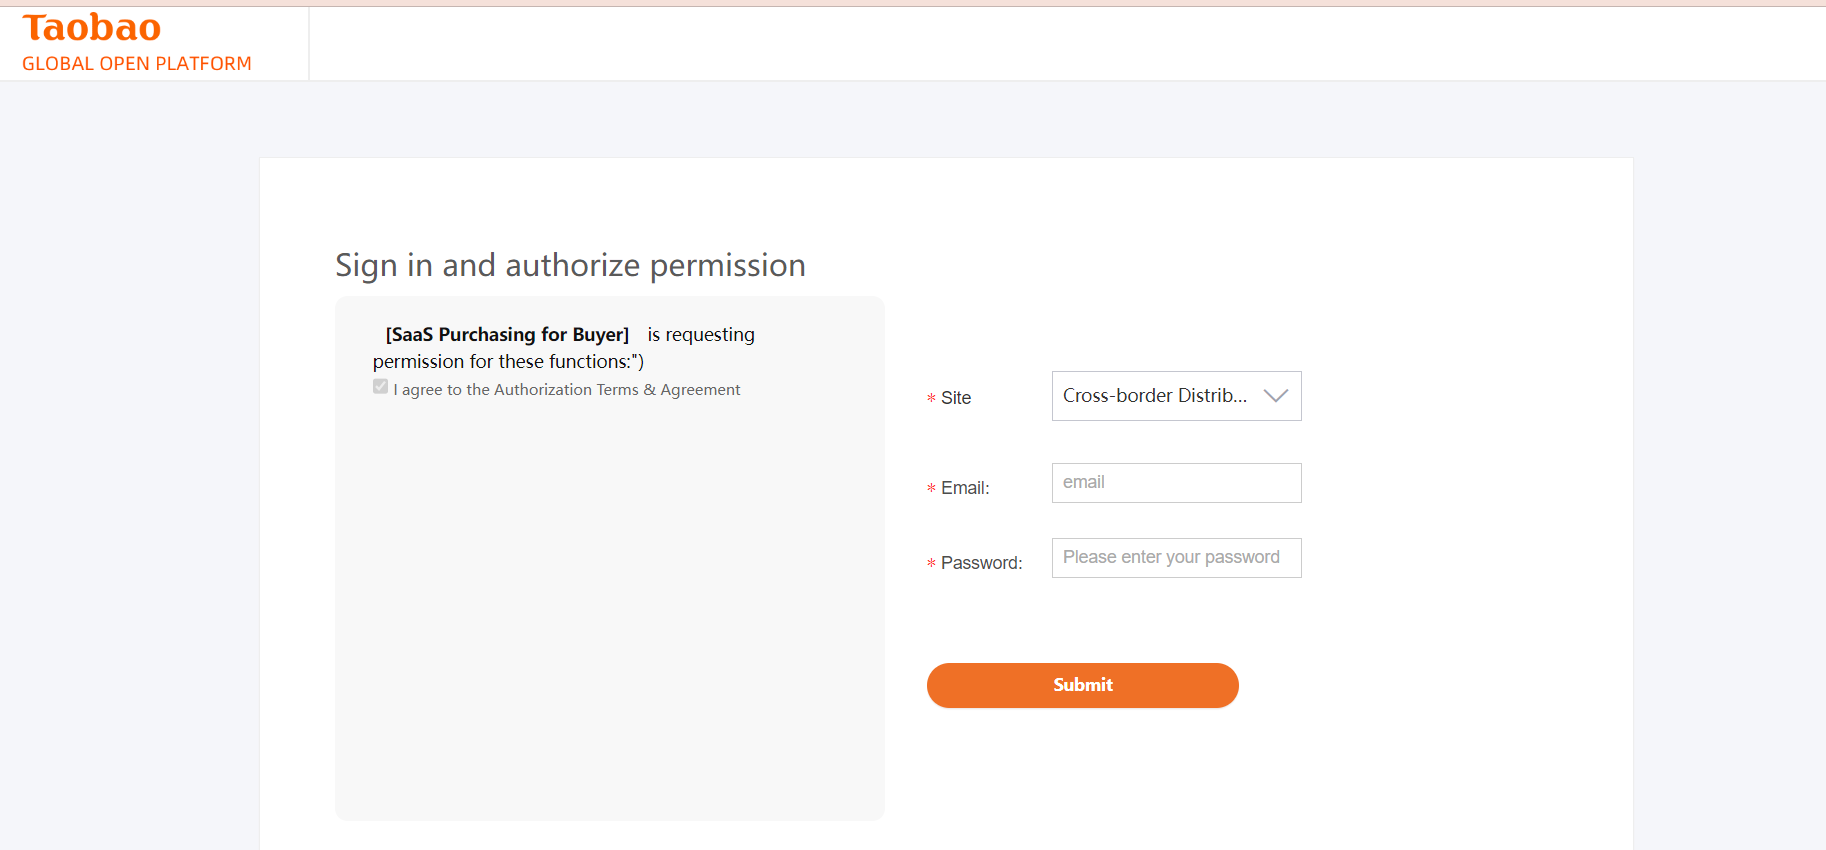 Taobao
GLOBAL OPEN PLATFORM
Sign in and authorize permission
[SaaS Purchasing for Buyer] is requesting
permission for these functions:")
I agree to the Authorization Terms & Agreement
* Site
Cross-border Distrib...
* Email:
email
* Password:
Please enter your password
Submit